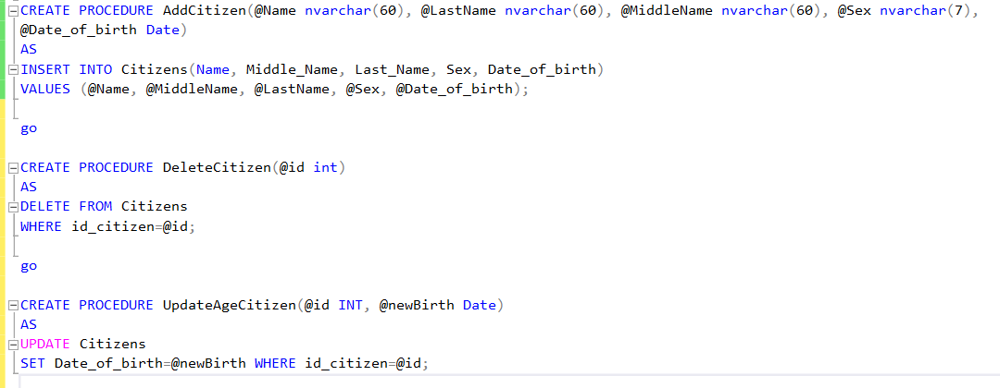 CREATE PROCEDURE AddCitizen(@Name nvarchar(60), @LastName nvarchar(60), @MiddleName nvarchar(60), @Sex nvarchar(7),
@Date_of_birth Date)
AS
INSERT INTO Citizens(Name, Middle_Name, Last_Name, Sex, Date_of_birth)
VALUES (@Name, @MiddleName, @LastName, @Sex, @Date_of_birth);
go
CREATE PROCEDURE DeleteCitizen(@id int)
AS
DELETE FROM Citizens
WHERE id_citizen=@id;
go
CREATE PROCEDURE UpdateAgeCitizen(@id INT, @newBirth Date)
AS
UPDATE Citizens
SET Date_of_birth=@newBirth WHERE id_citizen=@id;